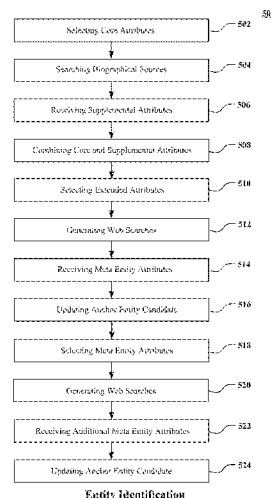 50
Selecting Core Attributes
502
Searching Biographical Sources
504
Receiving Supplemental Attributes
506
Combining Core and Supplemental Attributes
508
Selecting Extended Attributes
510
Generating Web Searches
512
Receiving Meta Entity Attributes
514
Updating Anchor Entity Candidate
516
Selecting Meta Entity Attributes
518
Generating Web Searches
520
Receiving Additional Meta Entity Attributes
522
Updating Anchor Entity Candidate
524
Entity Identification